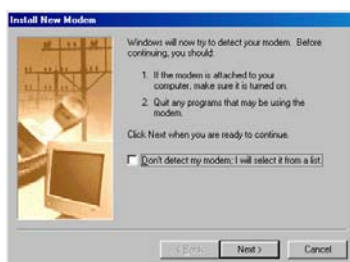 Install New Modem
Windows will now try to detect your modem. Before
continuing, you should:
1. If the modem is attached to your
computer, make sure it is turned on.
2. Quit any programs that may be using the
modem.
Click Next when you are ready to continue.
Don't detect my modem; I will select it from a list.
< Back
Next >
Cancel